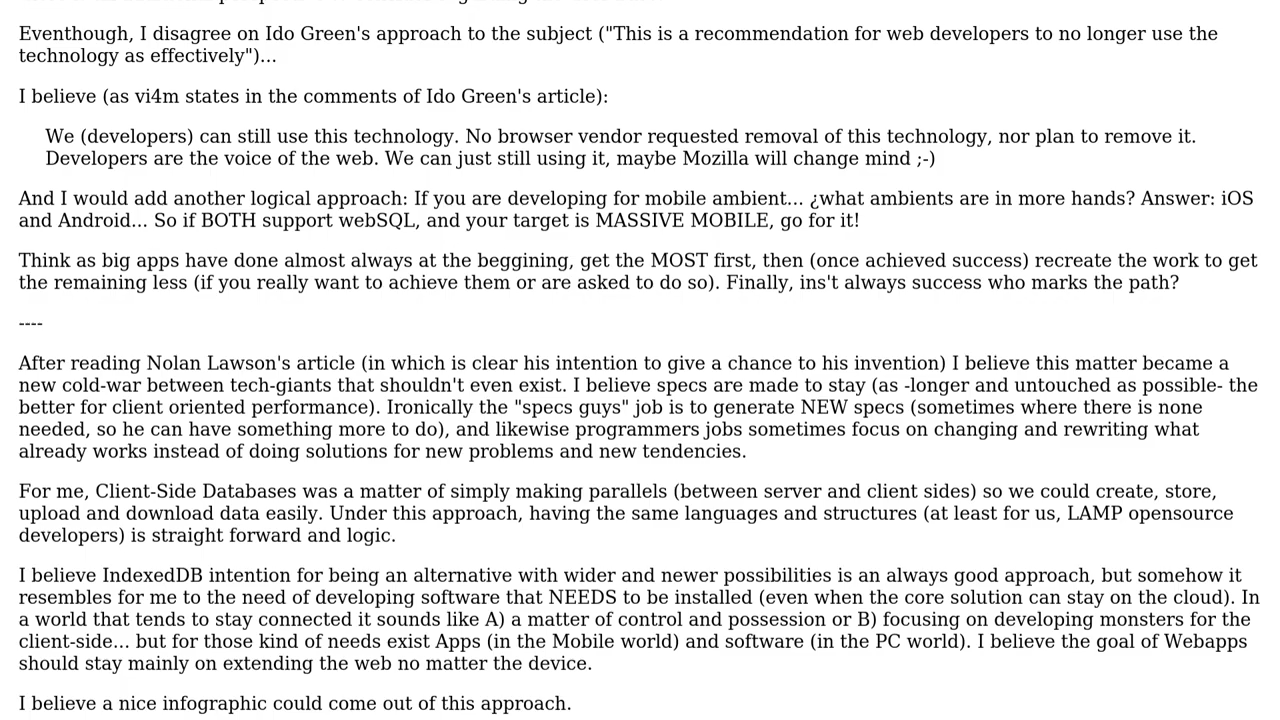 Eventhough, I disagree on Ido Green's approach to the subject ("This is a recommendation for web developers to no longer use the
technology as effectively")...
I believe (as vi4m states in the comments of Ido Green's article):
We (developers) can still use this technology. No browser vendor requested removal of this technology, nor plan to remove it.
Developers are the voice of the web. We can just still using it, maybe Mozilla will change mind ;-)
And I would add another logical approach: If you are developing for mobile ambient... ¿what ambients are in more hands? Answer: iOS
and Android... So if BOTH support webSQL, and your target is MASSIVE MOBILE, go for it!
Think as big apps have done almost always at the beggining, get the MOST first, then (once achieved success) recreate the work to get
the remaining less (if you really want to achieve them or are asked to do so). Finally, ins't always success who marks the path?
----
After reading Nolan Lawson's article (in which is clear his intention to give a chance to his invention) I believe this matter became a
new cold-war between tech-giants that shouldn't even exist. I believe specs are made to stay (as -longer and untouched as possible- the
better for client oriented performance). Ironically the "specs guys" job is to generate NEW specs (sometimes where there is none
needed, so he can have something more to do), and likewise programmers jobs sometimes focus on changing and rewriting what
already works instead of doing solutions for new problems and new tendencies.
For me, Client-Side Databases was a matter of simply making parallels (between server and client sides) so we could create, store,
upload and download data easily. Under this approach, having the same languages and structures (at least for us, LAMP opensource
developers) is straight forward and logic.
I believe IndexedDB intention for being an alternative with wider and newer possibilities is an always good approach, but somehow it
resembles for me to the need of developing software that NEEDS to be installed (even when the core solution can stay on the cloud). In
a world that tends to stay connected it sounds like A) a matter of control and possession or B) focusing on developing monsters for the
client-side... but for those kind of needs exist Apps (in the Mobile world) and software (in the PC world). I believe the goal of Webapps
should stay mainly on extending the web no matter the device.
I believe a nice infographic could come out of this approach.